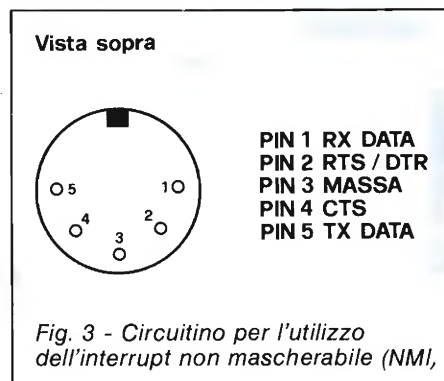 Vista sopra
PIN 1 RX DATA
PIN 2 RTS / DTR
PIN 3 MASSA
PIN 4 CTS
PIN 5 TX DATA
5
1
4
2
3
Fig. 3 - Circuitino per l'utilizzo
dell'interrupt non mascherabile (NMI,